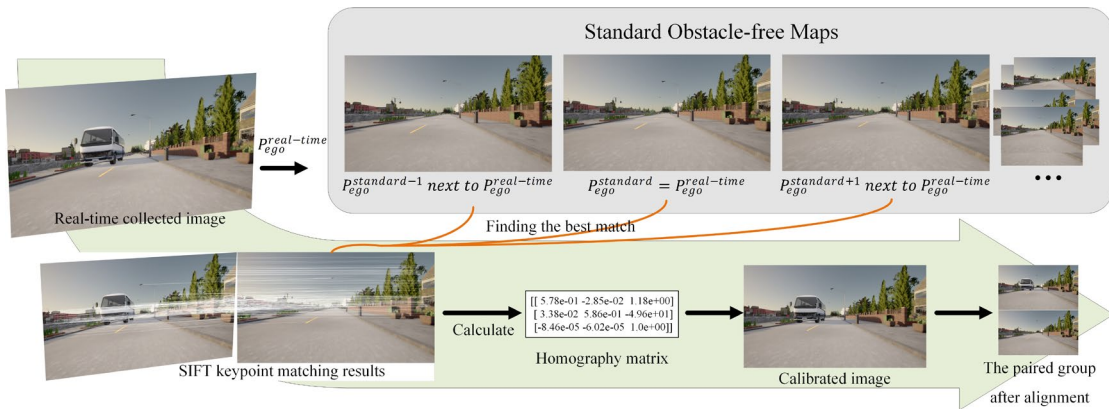 Standard Obstacle-free Maps
P_ego^real−time
P_ego^standard−1 next to P_ego^real−time
P_ego^standard = P_ego^real−time
P_ego^standard+1 next to P_ego^real−time
•••
Real-time collected image
Finding the best match
[[ 5.78e-01 -2.85e-02 1.18e+00]
[ 3.38e-02 5.86e-01 -4.96e+01]
[-8.46e-05 -6.02e-05 1.0e+00]]
Calculate
Homography matrix
SIFT keypoint matching results
Calibrated image
The paired group
after alignment